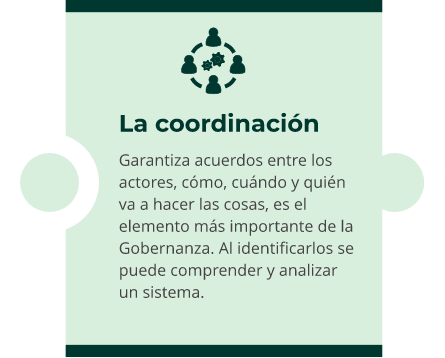 La coordinación
Garantiza acuerdos entre los
actores, cómo, cuándo y quién
va a hacer las cosas, es el
elemento más importante de la
Gobernanza. Al identificarlos se
puede comprender y analizar
un sistema.